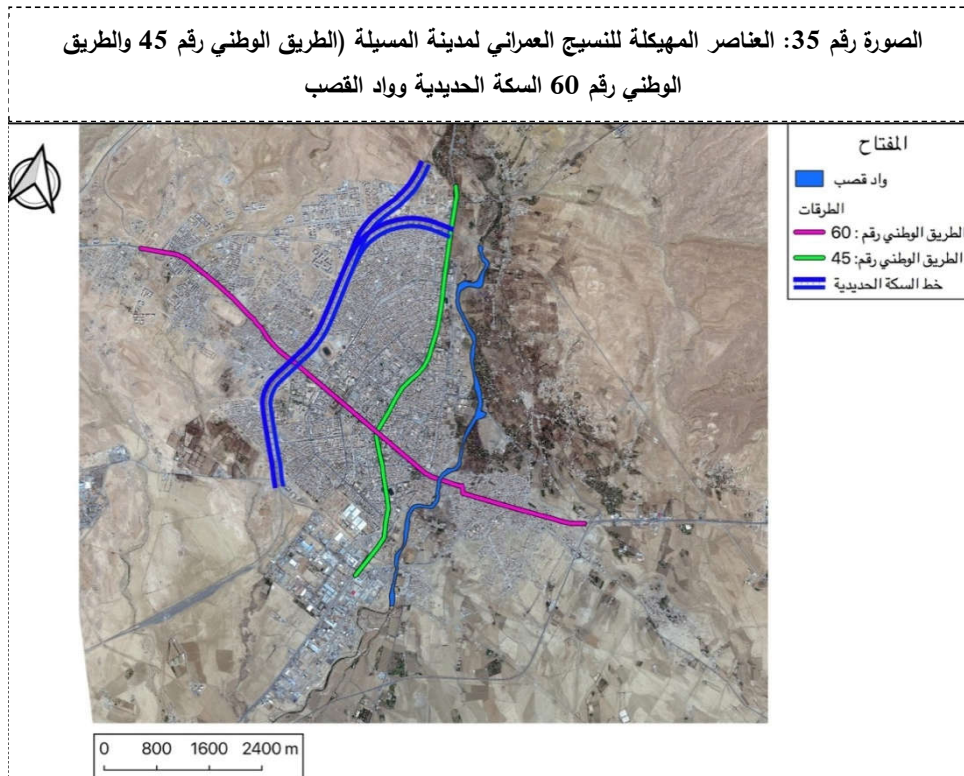 الصورة رقم 35: العناصر المهيكلة للنسيج العمراني لمدينة المسيلة (الطريق الوطني رقم 45 والطريق
الوطني رقم 60 السكة الحديدية وواد القصب
المفتاح
واد قصب
الطرقات
الطريق الوطني رقم : 60
الطريق الوطني رقم: 45
خط السكة الحديدية
0 800 1600 2400 m